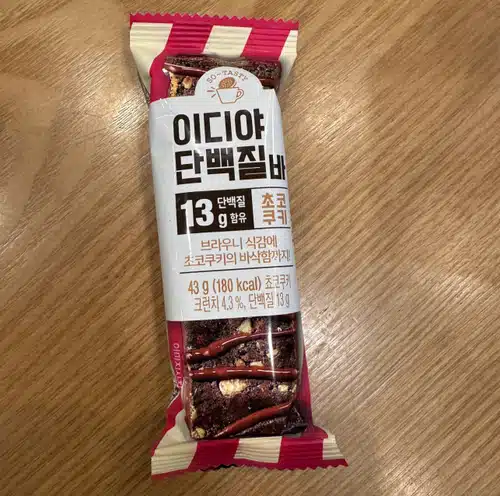 SO-TASTY
이디야
단백질바
13g 단백질 함유
초코쿠키
브라우니 식감에
초코쿠키의 바삭함까지!
43 g (180 kcal) 초코쿠키
크런치 4.3 %, 단백질 13 g